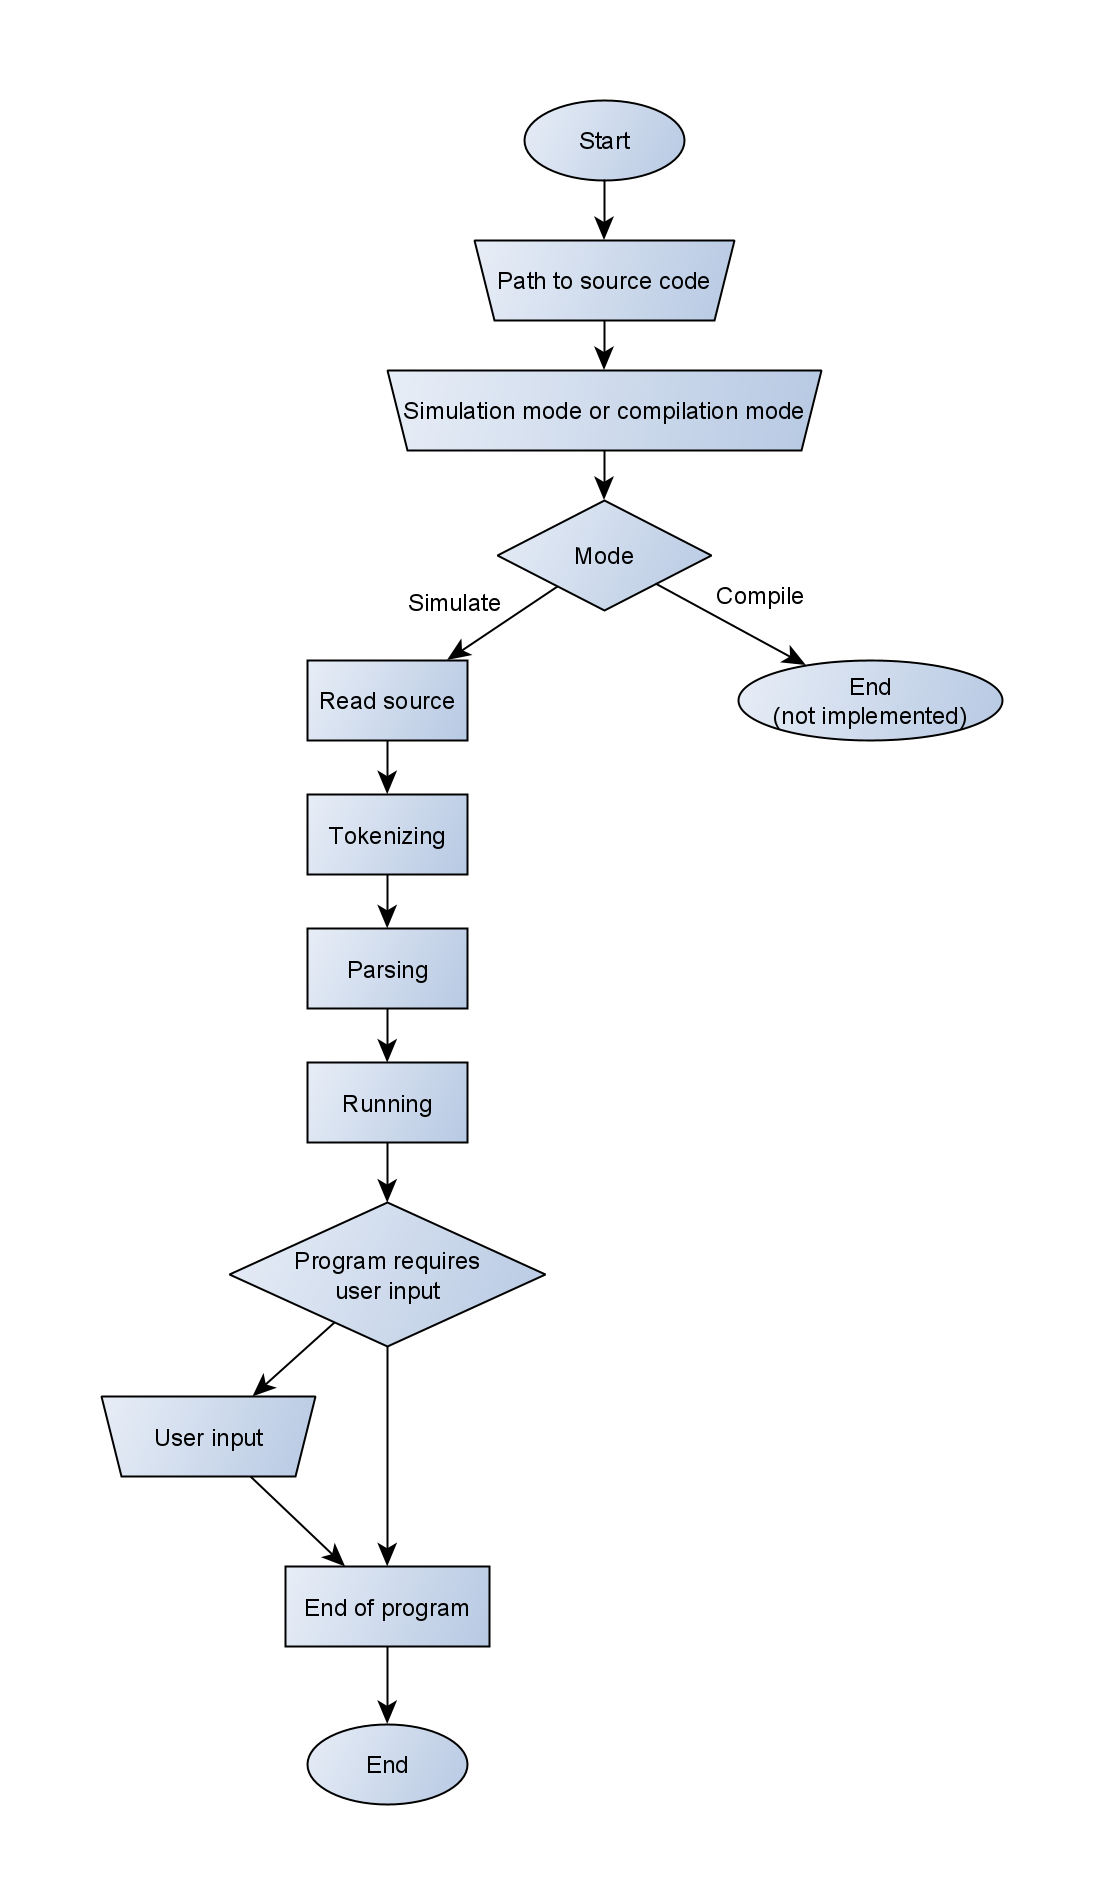 Start
Path to source code
Simulation mode or compilation mode
Mode
Simulate
Compile
Read source
End
(not implemented)
Tokenizing
Parsing
Running
Program requires
user input
User input
End of program
End